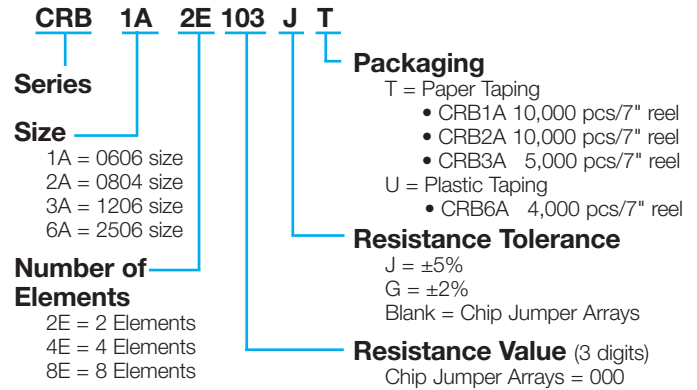 CRB 1A 2E 103 J T
Series
Size
1A = 0606 size
2A = 0804 size
3A = 1206 size
6A = 2506 size
Number of
Elements
2E = 2 Elements
4E = 4 Elements
8E = 8 Elements
Packaging
T = Paper Taping
• CRB1A 10,000 pcs/7" reel
• CRB2A 10,000 pcs/7" reel
• CRB3A 5,000 pcs/7" reel
U = Plastic Taping
• CRB6A 4,000 pcs/7" reel
Resistance Tolerance
J = ±5%
G = ±2%
Blank = Chip Jumper Arrays
Resistance Value (3 digits)
Chip Jumper Arrays = 000